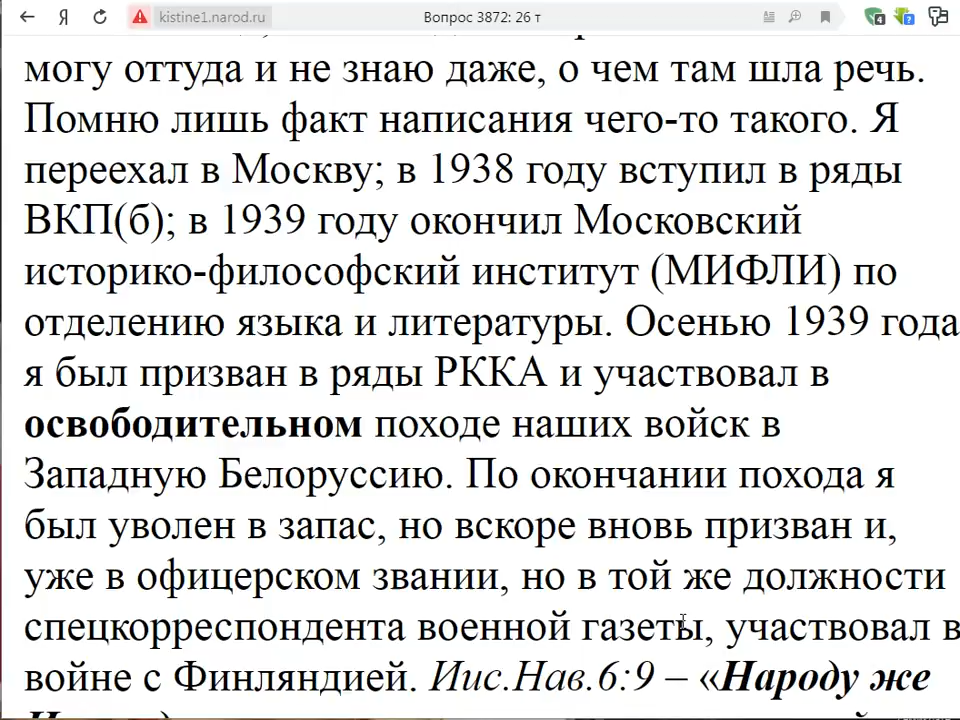 Я
kistine1.narod.ru
Вопрос 3872: 26 т
4
?
могу оттуда и не знаю даже, о чем там шла речь.
Помню лишь факт написания чего-то такого. Я
переехал в Москву; в 1938 году вступил в ряды
ВКП(б); в 1939 году окончил Московский
историко-философский институт (МИФЛИ) по
отделению языка и литературы. Осенью 1939 года
я был призван в ряды РККА и участвовал в
освободительном походе наших войск в
Западную Белоруссию. По окончании похода я
был уволен в запас, но вскоре вновь призван и,
уже в офицерском звании, но в той же должности
спецкорреспондента военной газеты, участвовал в
войне с Финляндией. Иис.Нав.6:9 – «Народу же